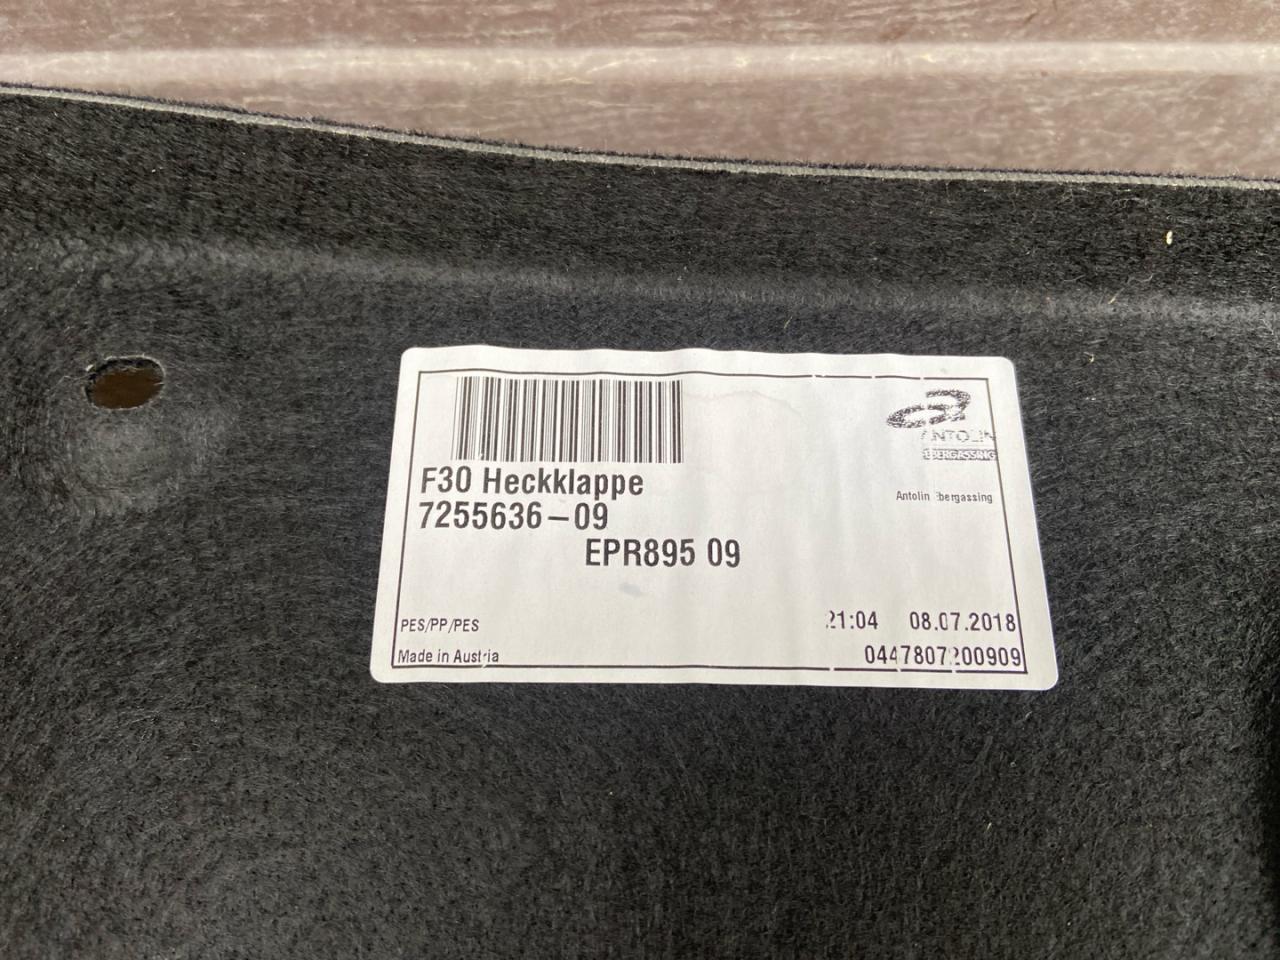 F30 Heckklappe
7255636-09
EPR895 09
ANTOLIN
EBERGASSING
Antolin Ebergassing
PES/PP/PES
21:04 08.07.2018
Made in Austria